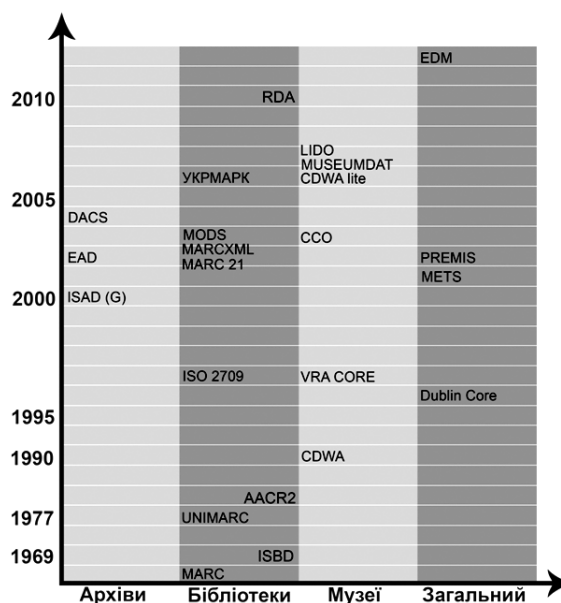 EDM
2010
RDA
LIDO
MUSEUMDAT
УКРМАРК
CDWA lite
2005
DACS
MODS
CCO
MARCXML
EAD
MARC 21
PREMIS
METS
2000
ISAD (G)
ISO 2709
VRA CORE
Dublin Core
1995
1990
CDWA
AACR2
1977
UNIMARC
1969
ISBD
MARC
Архіви
Бібліотеки
Музеї
Загальний